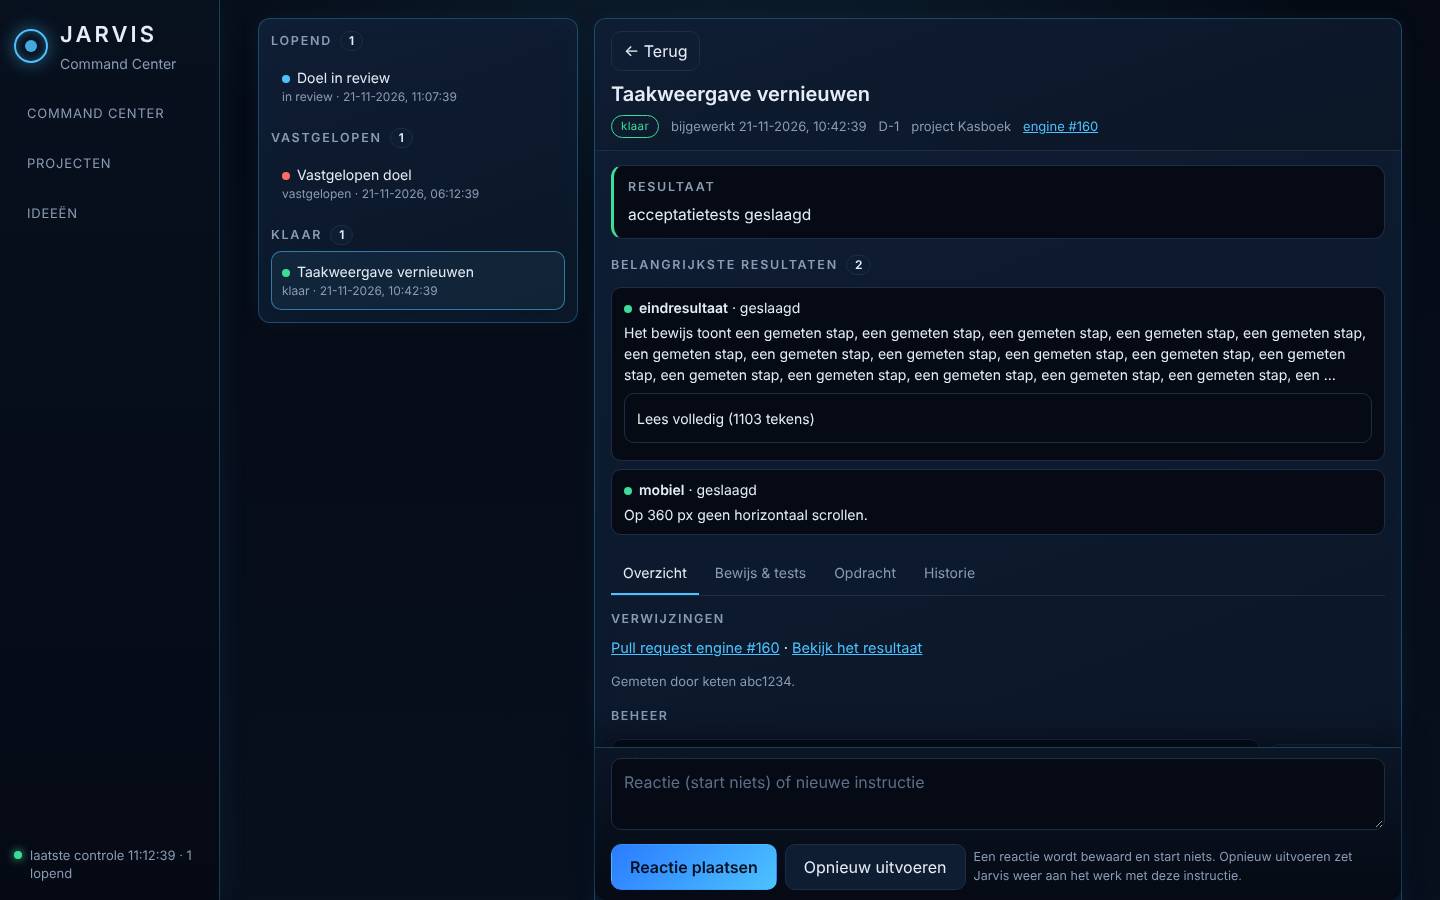 JARVIS
Command Center
COMMAND CENTER
PROJECTEN
IDEEËN
laatste controle 11:12:39 · 1
lopend
LOPEND 1
Doel in review
in review · 21-11-2026, 11:07:39
VASTGELOPEN 1
Vastgelopen doel
vastgelopen · 21-11-2026, 06:12:39
KLAAR 1
Taakweergave vernieuwen
klaar · 21-11-2026, 10:42:39
← Terug
Taakweergave vernieuwen
klaar bijgewerkt 21-11-2026, 10:42:39 D-1 project Kasboek engine #160
RESULTAAT
acceptatietests geslaagd
BELANGRIJKSTE RESULTATEN 2
eindresultaat · geslaagd
Het bewijs toont een gemeten stap, een gemeten stap, een gemeten stap, een gemeten stap, een gemeten stap,
een gemeten stap, een gemeten stap, een gemeten stap, een gemeten stap, een gemeten stap, een gemeten
stap, een gemeten stap, een gemeten stap, een gemeten stap, een gemeten stap, een gemeten stap, een ...
Lees volledig (1103 tekens)
mobiel · geslaagd
Op 360 px geen horizontaal scrollen.
Overzicht Bewijs & tests Opdracht Historie
VERWIJZINGEN
Pull request engine #160 · Bekijk het resultaat
Gemeten door keten abc1234.
BEHEER
Reactie (start niets) of nieuwe instructie
Reactie plaatsen Opnieuw uitvoeren
Een reactie wordt bewaard en start niets. Opnieuw uitvoeren zet
Jarvis weer aan het werk met deze instructie.